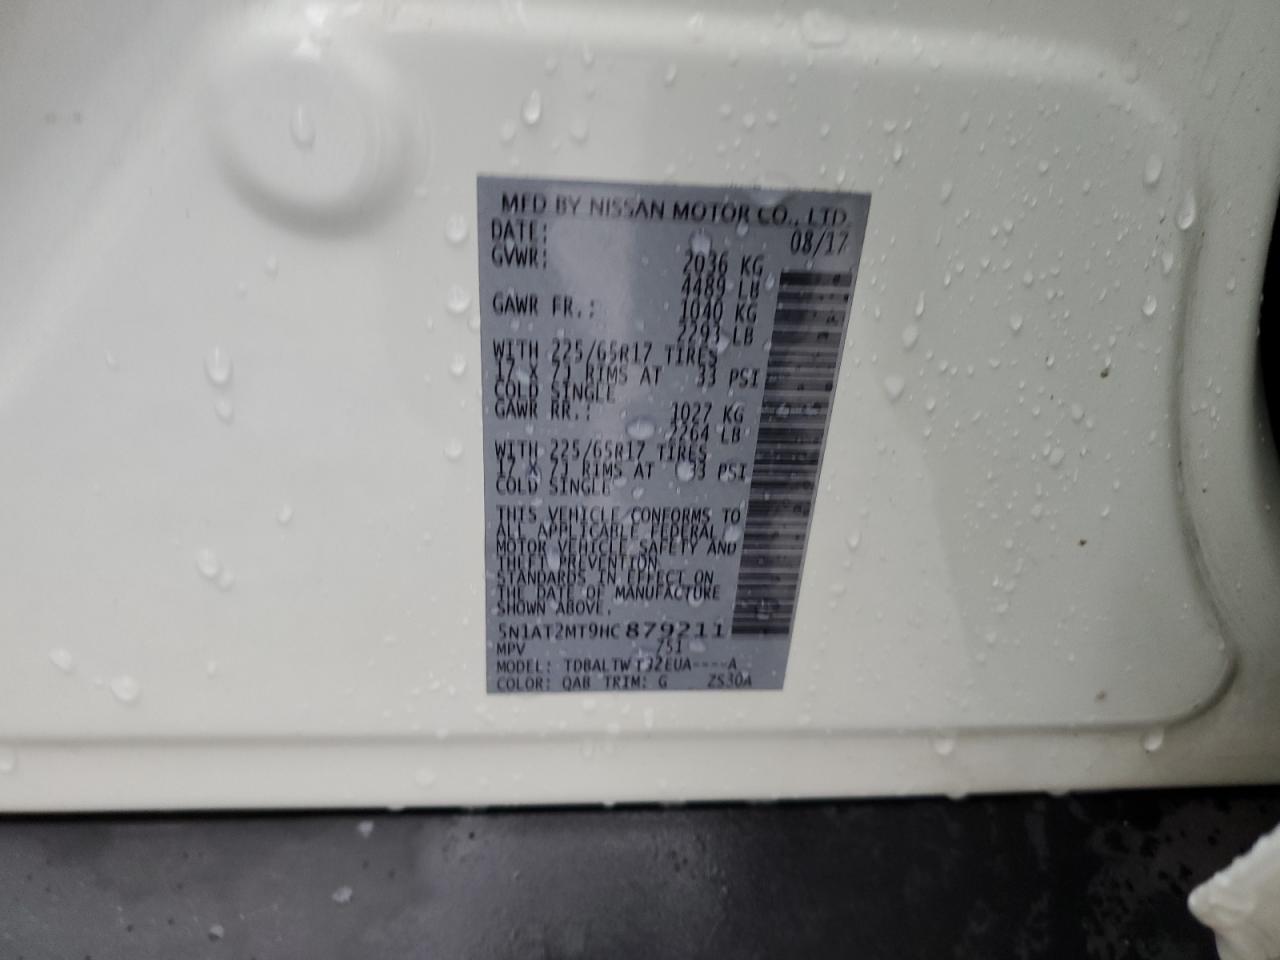 MFD BY NISSAN MOTOR CO., LTD.
DATE: 08/17
GVWR: 2036 KG
4489 LB
GAWR FR.: 1040 KG
2293 LB
WITH 225/65R17 TIRES
17 X 7J RIMS AT 33 PSI
COLD SINGLE
GAWR RR.: 1027 KG
2264 LB
WITH 225/65R17 TIRES
17 X 7J RIMS AT 33 PSI
COLD SINGLE
THIS VEHICLE CONFORMS TO
ALL APPLICABLE FEDERAL
MOTOR VEHICLE SAFETY AND
THEFT PREVENTION
STANDARDS IN EFFECT ON
THE DATE OF MANUFACTURE
SHOWN ABOVE.
5N1AT2MT9HC879211
MPV 751
MODEL: 
COLOR: QAB TRIM: G ZS30A